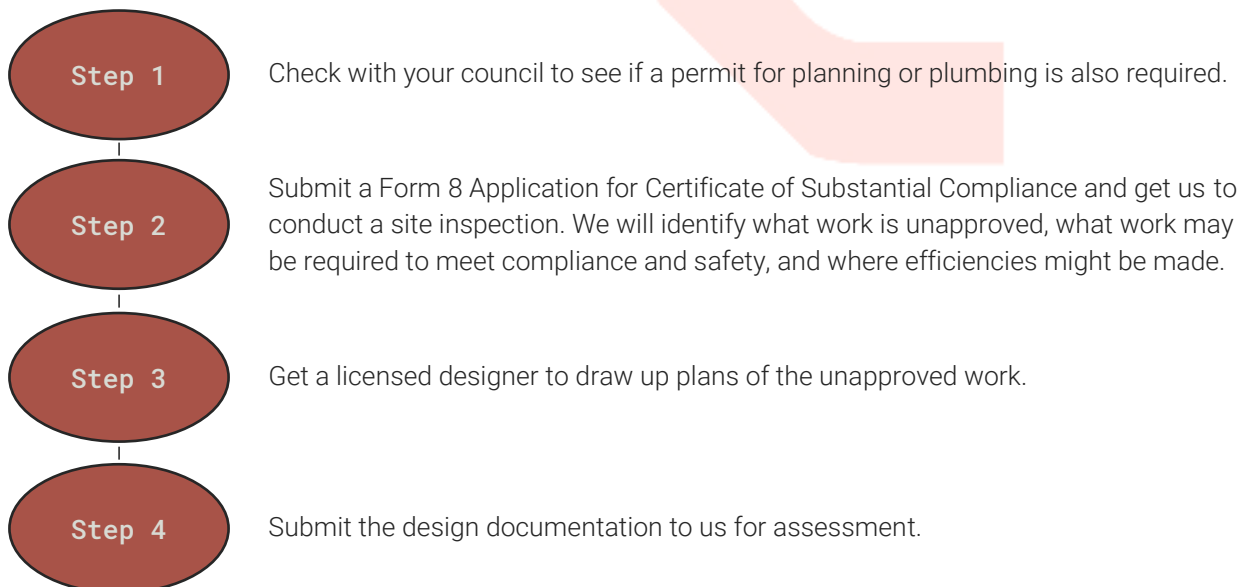 Step 1
Check with your council to see if a permit for planning or plumbing is also required.
Step 2
Submit a Form 8 Application for Certificate of Substantial Compliance and get us to
conduct a site inspection. We will identify what work is unapproved, what work may
be required to meet compliance and safety, and where efficiencies might be made.
Step 3
Get a licensed designer to draw up plans of the unapproved work.
Step 4
Submit the design documentation to us for assessment.